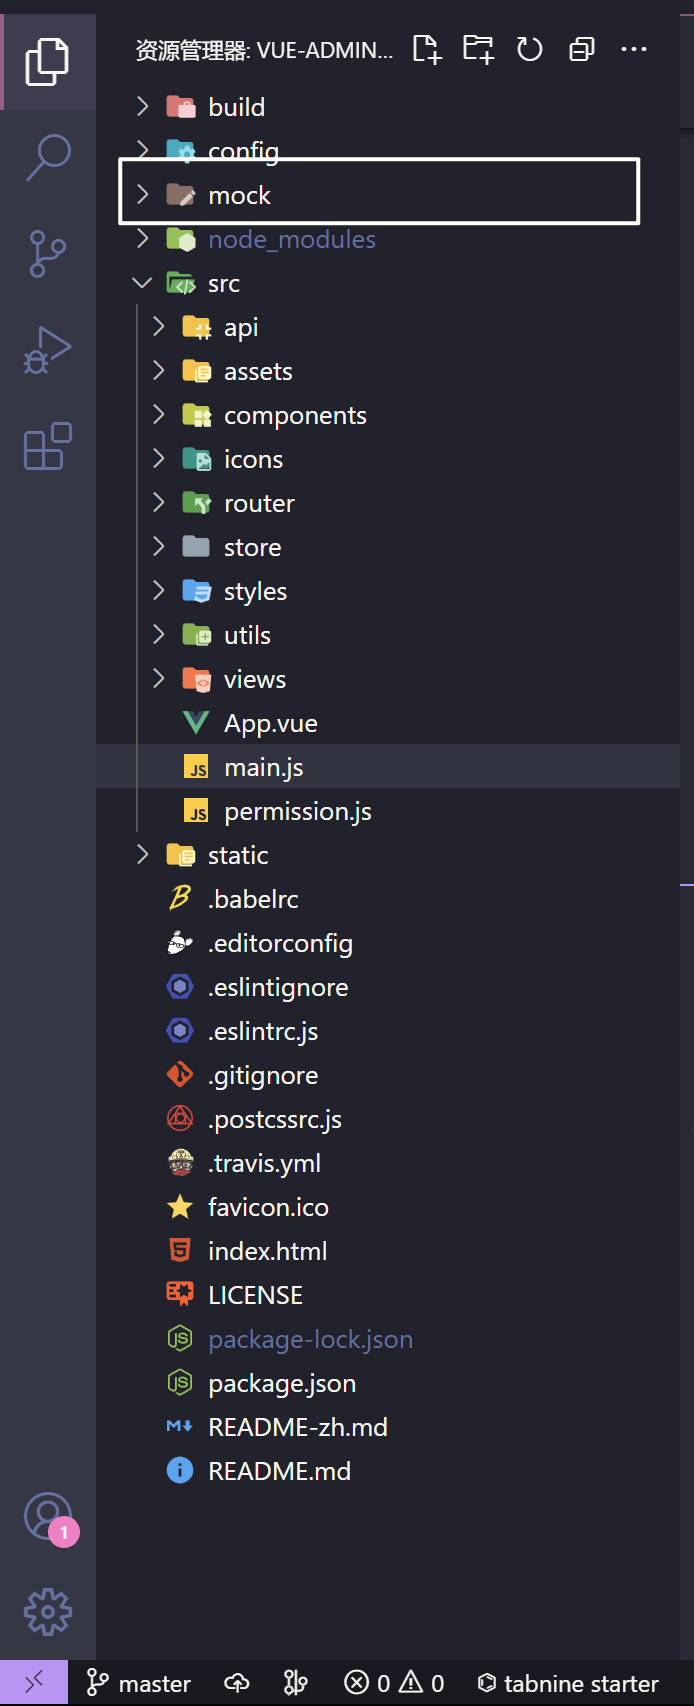 资源管理器: VUE-ADMIN...
build
config
mock
node_modules
src
api
assets
components
icons
router
store
styles
utils
views
App.vue
JS main.js
JS permission.js
static
.babelrc
.editorconfig
.eslintignore
.eslintrc.js
.gitignore
.postcssrc.js
.travis.yml
favicon.ico
index.html
LICENSE
package-lock.json
package.json
README-zh.md
README.md
1
master 0 0 tabnine starter